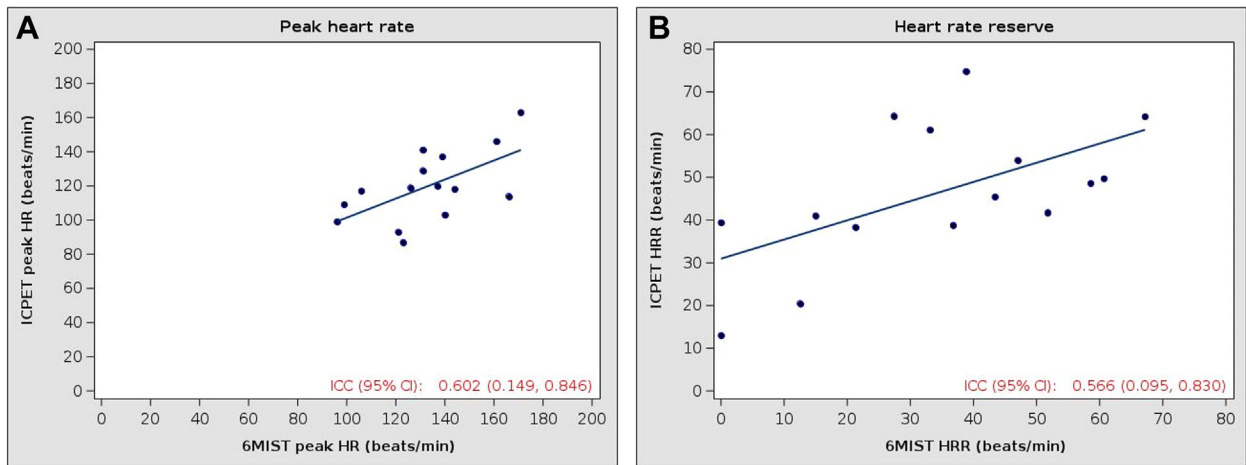 A
Peak heart rate
200
180
160
140
120
100
80
60
40
20
0
ICPET peak HR (beats/min)
ICC (95% CI): 0.602 (0.149, 0.846)
0 20 40 60 80 100 120 140 160 180 200
6MIST peak HR (beats/min)
B
Heart rate reserve
80
70
60
50
40
30
20
10
0
ICPET HRR (beats/min)
ICC (95% CI): 0.566 (0.095, 0.830)
0 10 20 30 40 50 60 70 80
6MIST HRR (beats/min)